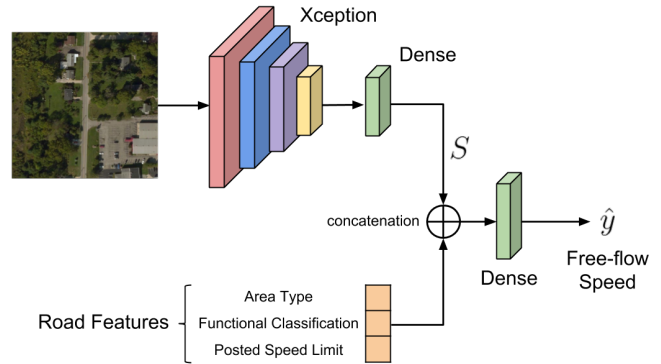 Xception
Dense
S
concatenation
ŷ
Dense
Free-flow
Speed
Road Features
Area Type
Functional Classification
Posted Speed Limit